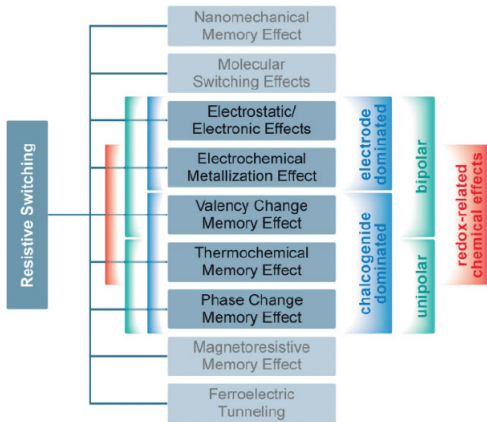 Resistive Switching
Nanomechanical
Memory Effect
Molecular
Switching Effects
Electrostatic/
Electronic Effects
Electrochemical
Metallization Effect
Valency Change
Memory Effect
Thermochemical
Memory Effect
Phase Change
Memory Effect
Magnetoresistive
Memory Effect
Ferroelectric
Tunneling
electrode
dominated
chalcogenide
dominated
bipolar
unipolar
redox-related
chemical effects